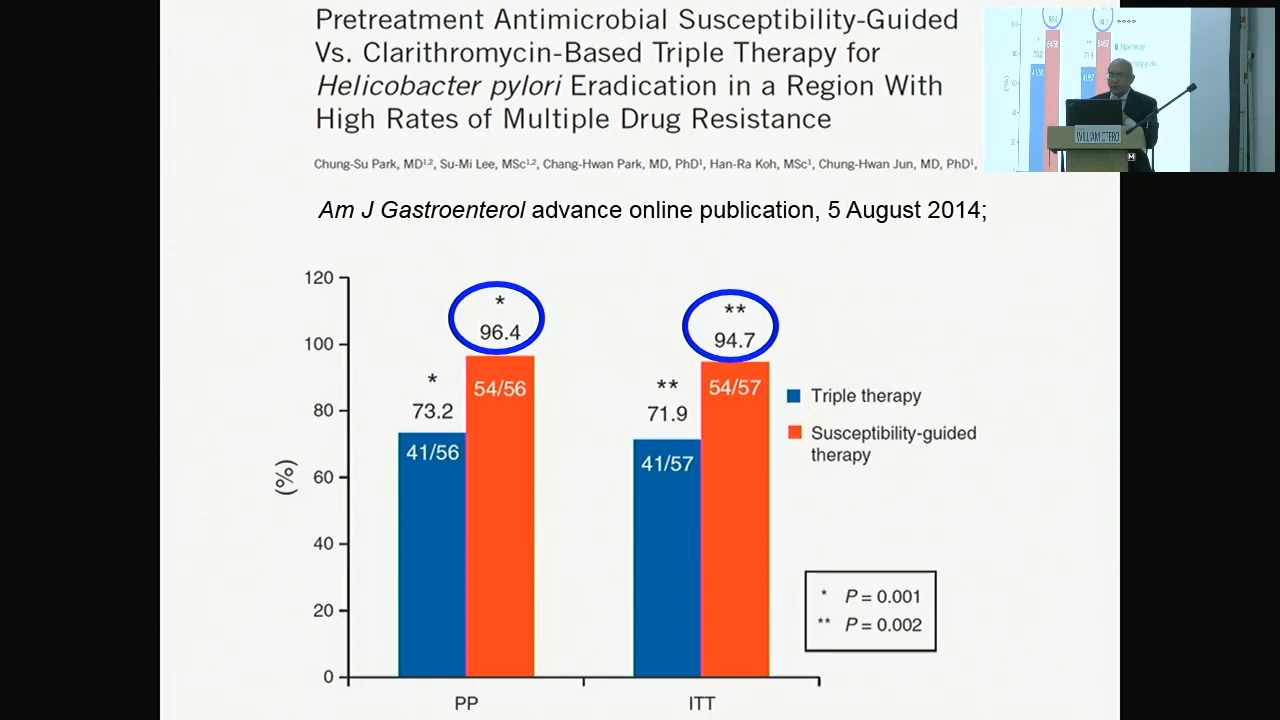 Pretreatment Antimicrobial Susceptibility-Guided
Vs. Clarithromycin-Based Triple Therapy for
Helicobacter pylori Eradication in a Region With
High Rates of Multiple Drug Resistance
Chung-Su Park, MD1,2, Su-Mi Lee, MSc1,2, Chang-Hwan Park, MD, PhD1, Han-Ra Koh, MSc1, Chung-Hwan Jun, MD, PhD1,
Am J Gastroenterol advance online publication, 5 August 2014;
WILLIAM OTERO
120
100
80
60
40
20
0
(%)
*
73.2
41/56
*
96.4
54/56
**
71.9
41/57
**
94.7
54/57
PP
ITT
Triple therapy
Susceptibility-guided
therapy
* P = 0.001
** P = 0.002